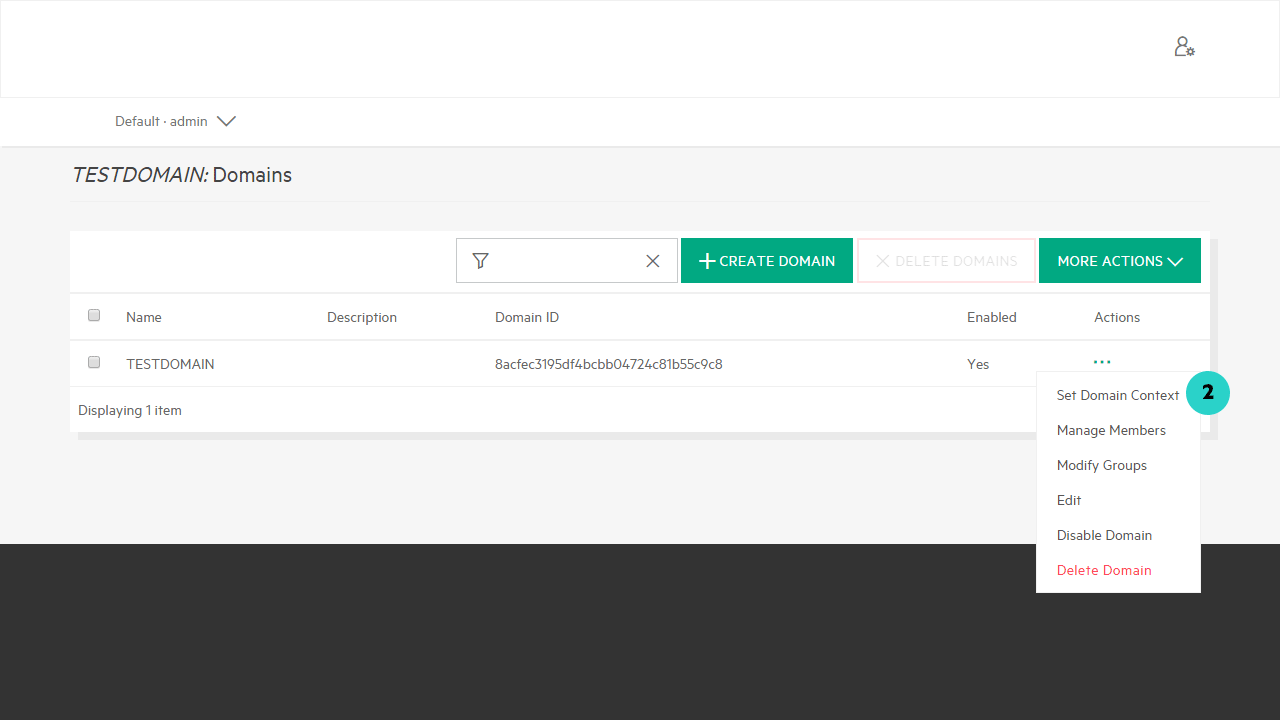 Default · admin
TESTDOMAIN: Domains
CREATE DOMAIN DELETE DOMAINS MORE ACTIONS
Name Description Domain ID Enabled Actions
TESTDOMAIN 8acfec3195df4bcbb04724c81b55c9c8 Yes
Displaying 1 item
Set Domain Context 2
Manage Members
Modify Groups
Edit
Disable Domain
Delete Domain